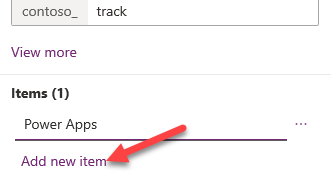 contoso_ track
View more
Items (1)
Power Apps ...
Add new item